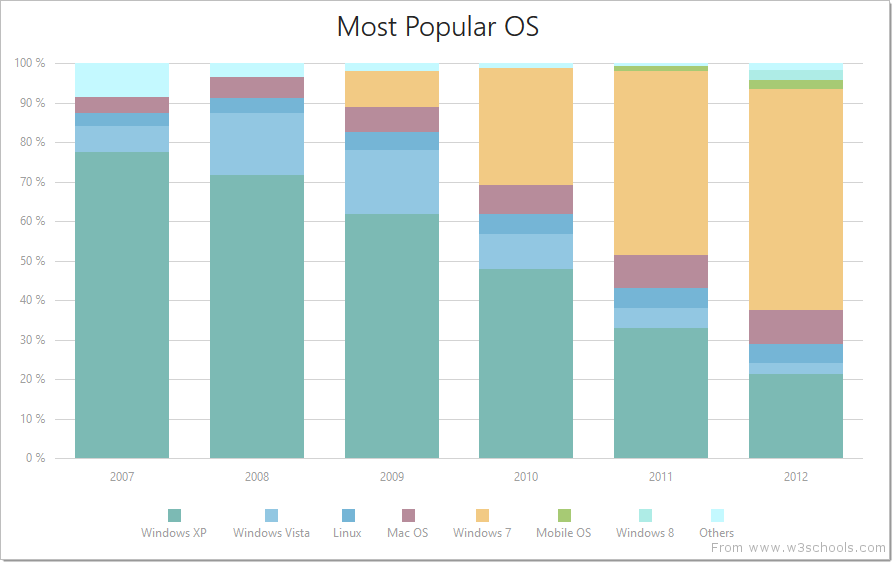 Most Popular OS
100 %
90 %
80 %
70 %
60 %
50 %
40 %
30 %
20 %
10 %
0 %
2007 2008 2009 2010 2011 2012
Windows XP Windows Vista Linux Mac OS Windows 7 Mobile OS Windows 8 Others
From www.w3schools.com